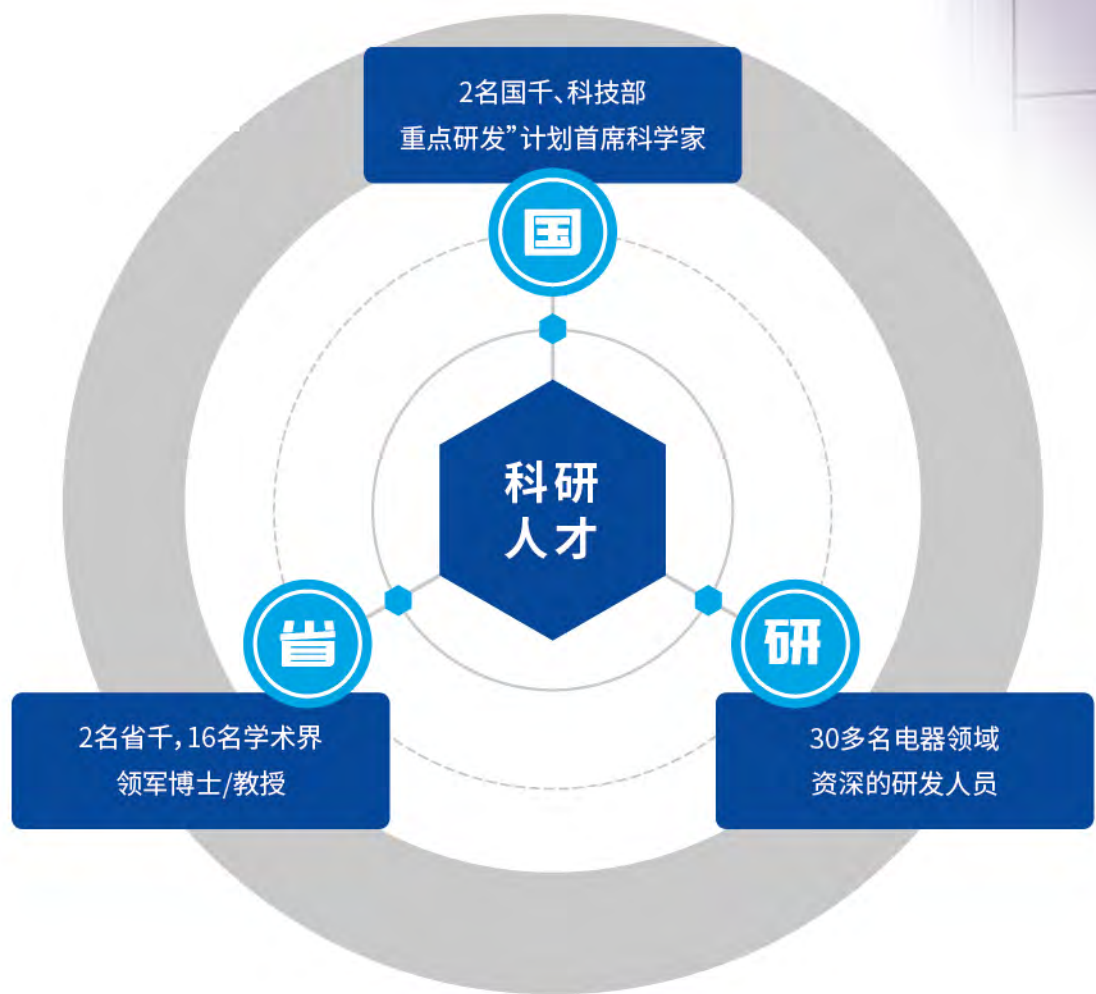 2名国千、科技部
重点研发”计划首席科学家
国
科研
人才
省
研
2名省千，16名学术界
领军博士/教授
30多名电器领域
资深的研发人员